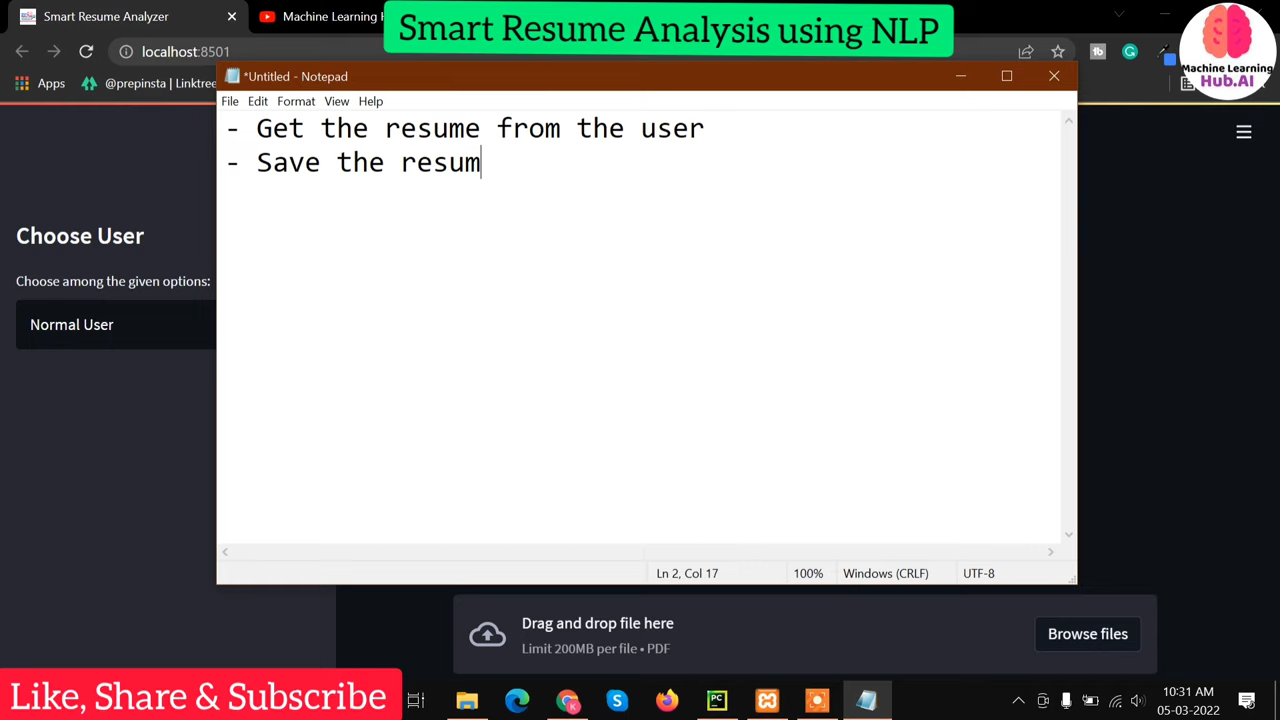 Smart Resume Analysis using NLP
Smart Resume Analyzer
Machine Learning H
localhost:8501
Apps
@prepinsta | Linktree
Machine Learning
Hub.AI
*Untitled - Notepad
File Edit Format View Help
- Get the resume from the user
- Save the resum
Choose User
Choose among the given options:
Normal User
Ln 2, Col 17
100%
Windows (CRLF)
UTF-8
Drag and drop file here
Limit 200MB per file • PDF
Browse files
Like, Share & Subscribe
10:31 AM
05-03-2022